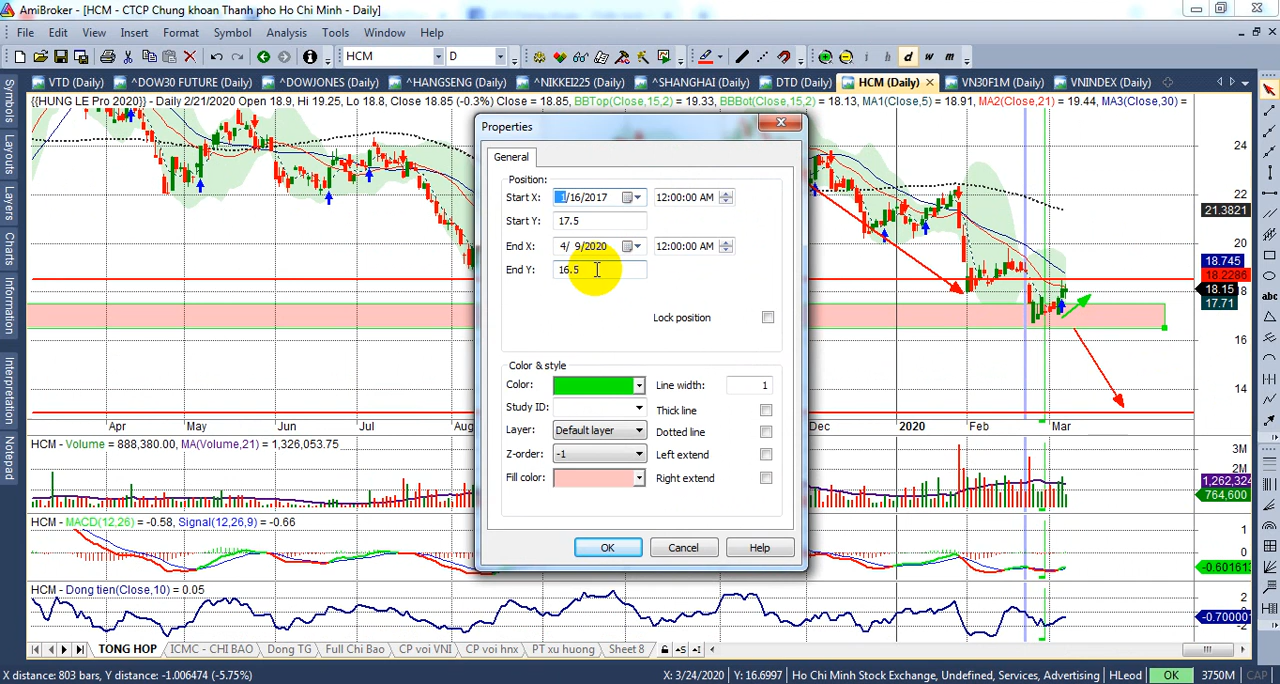 AmiBroker - [HCM - CTCP Chung khoan Thanh pho Ho Chi Minh - Daily]
File Edit View Insert Format Symbol Analysis Tools Window Help
HCM D i h d w m
VTD (Daily) ^DOW30 FUTURE (Daily) ^DOWJONES (Daily) ^HANGSENG (Daily) ^NIKKEI225 (Daily) ^SHANGHAI (Daily) DTD (Daily) HCM (Daily) VN30F1M (Daily) VNINDEX (Daily)
{{HUNG LE Pro 2020}} - Daily 2/21/2020 Open 18.9, Hi 19.25, Lo 18.8, Close 18.85 (-0.3%) Close = 18.85, BBTop(Close,15,2) = 19.33, BBBot(Close,15,2) = 18.13, MA1(Close,5) = 18.91, MA2(Close,21) = 19.44, MA3(Close,30) =
Symbols
Layouts
Layers
Charts
Information
Interpretation
Notepad
Properties
General
Position:
Start X: 1/16/2017 12:00:00 AM
Start Y: 17.5
End X: 4/ 9/2020 12:00:00 AM
End Y: 16.5
Lock position
Color & style
Color: Line width: 1
Study ID: Thick line
Layer: Default layer Dotted line
Z-order: -1 Left extend
Fill color: Right extend
OK Cancel Help
24
22
21.3821
20
18.745
18.2286
18.15
18
17.71
16
14
abc
Apr May Jun Jul Aug Dec 2020 Feb Mar
HCM - Volume = 888,380.00, MA(Volume,21) = 1,326,053.75
3M
2M
1,262,324
764,600
HCM - MACD(12,26) = -0.58, Signal(12,26,9) = -0.66
1
0
-0.601613
HCM - Dong tien(Close,10) = 0.05
2
-0.70000
-2
TONG HOP ICMC - CHI BAO Dong TG Full Chi Bao CP voi VNI CP voi hnx PT xu huong Sheet 8
X distance: 803 bars, Y distance: -1.006474 (-5.75%) X: 3/24/2020 Y: 16.6997 Ho Chi Minh Stock Exchange, Undefined, Services, Advertising HLeod OK 3750M CAP